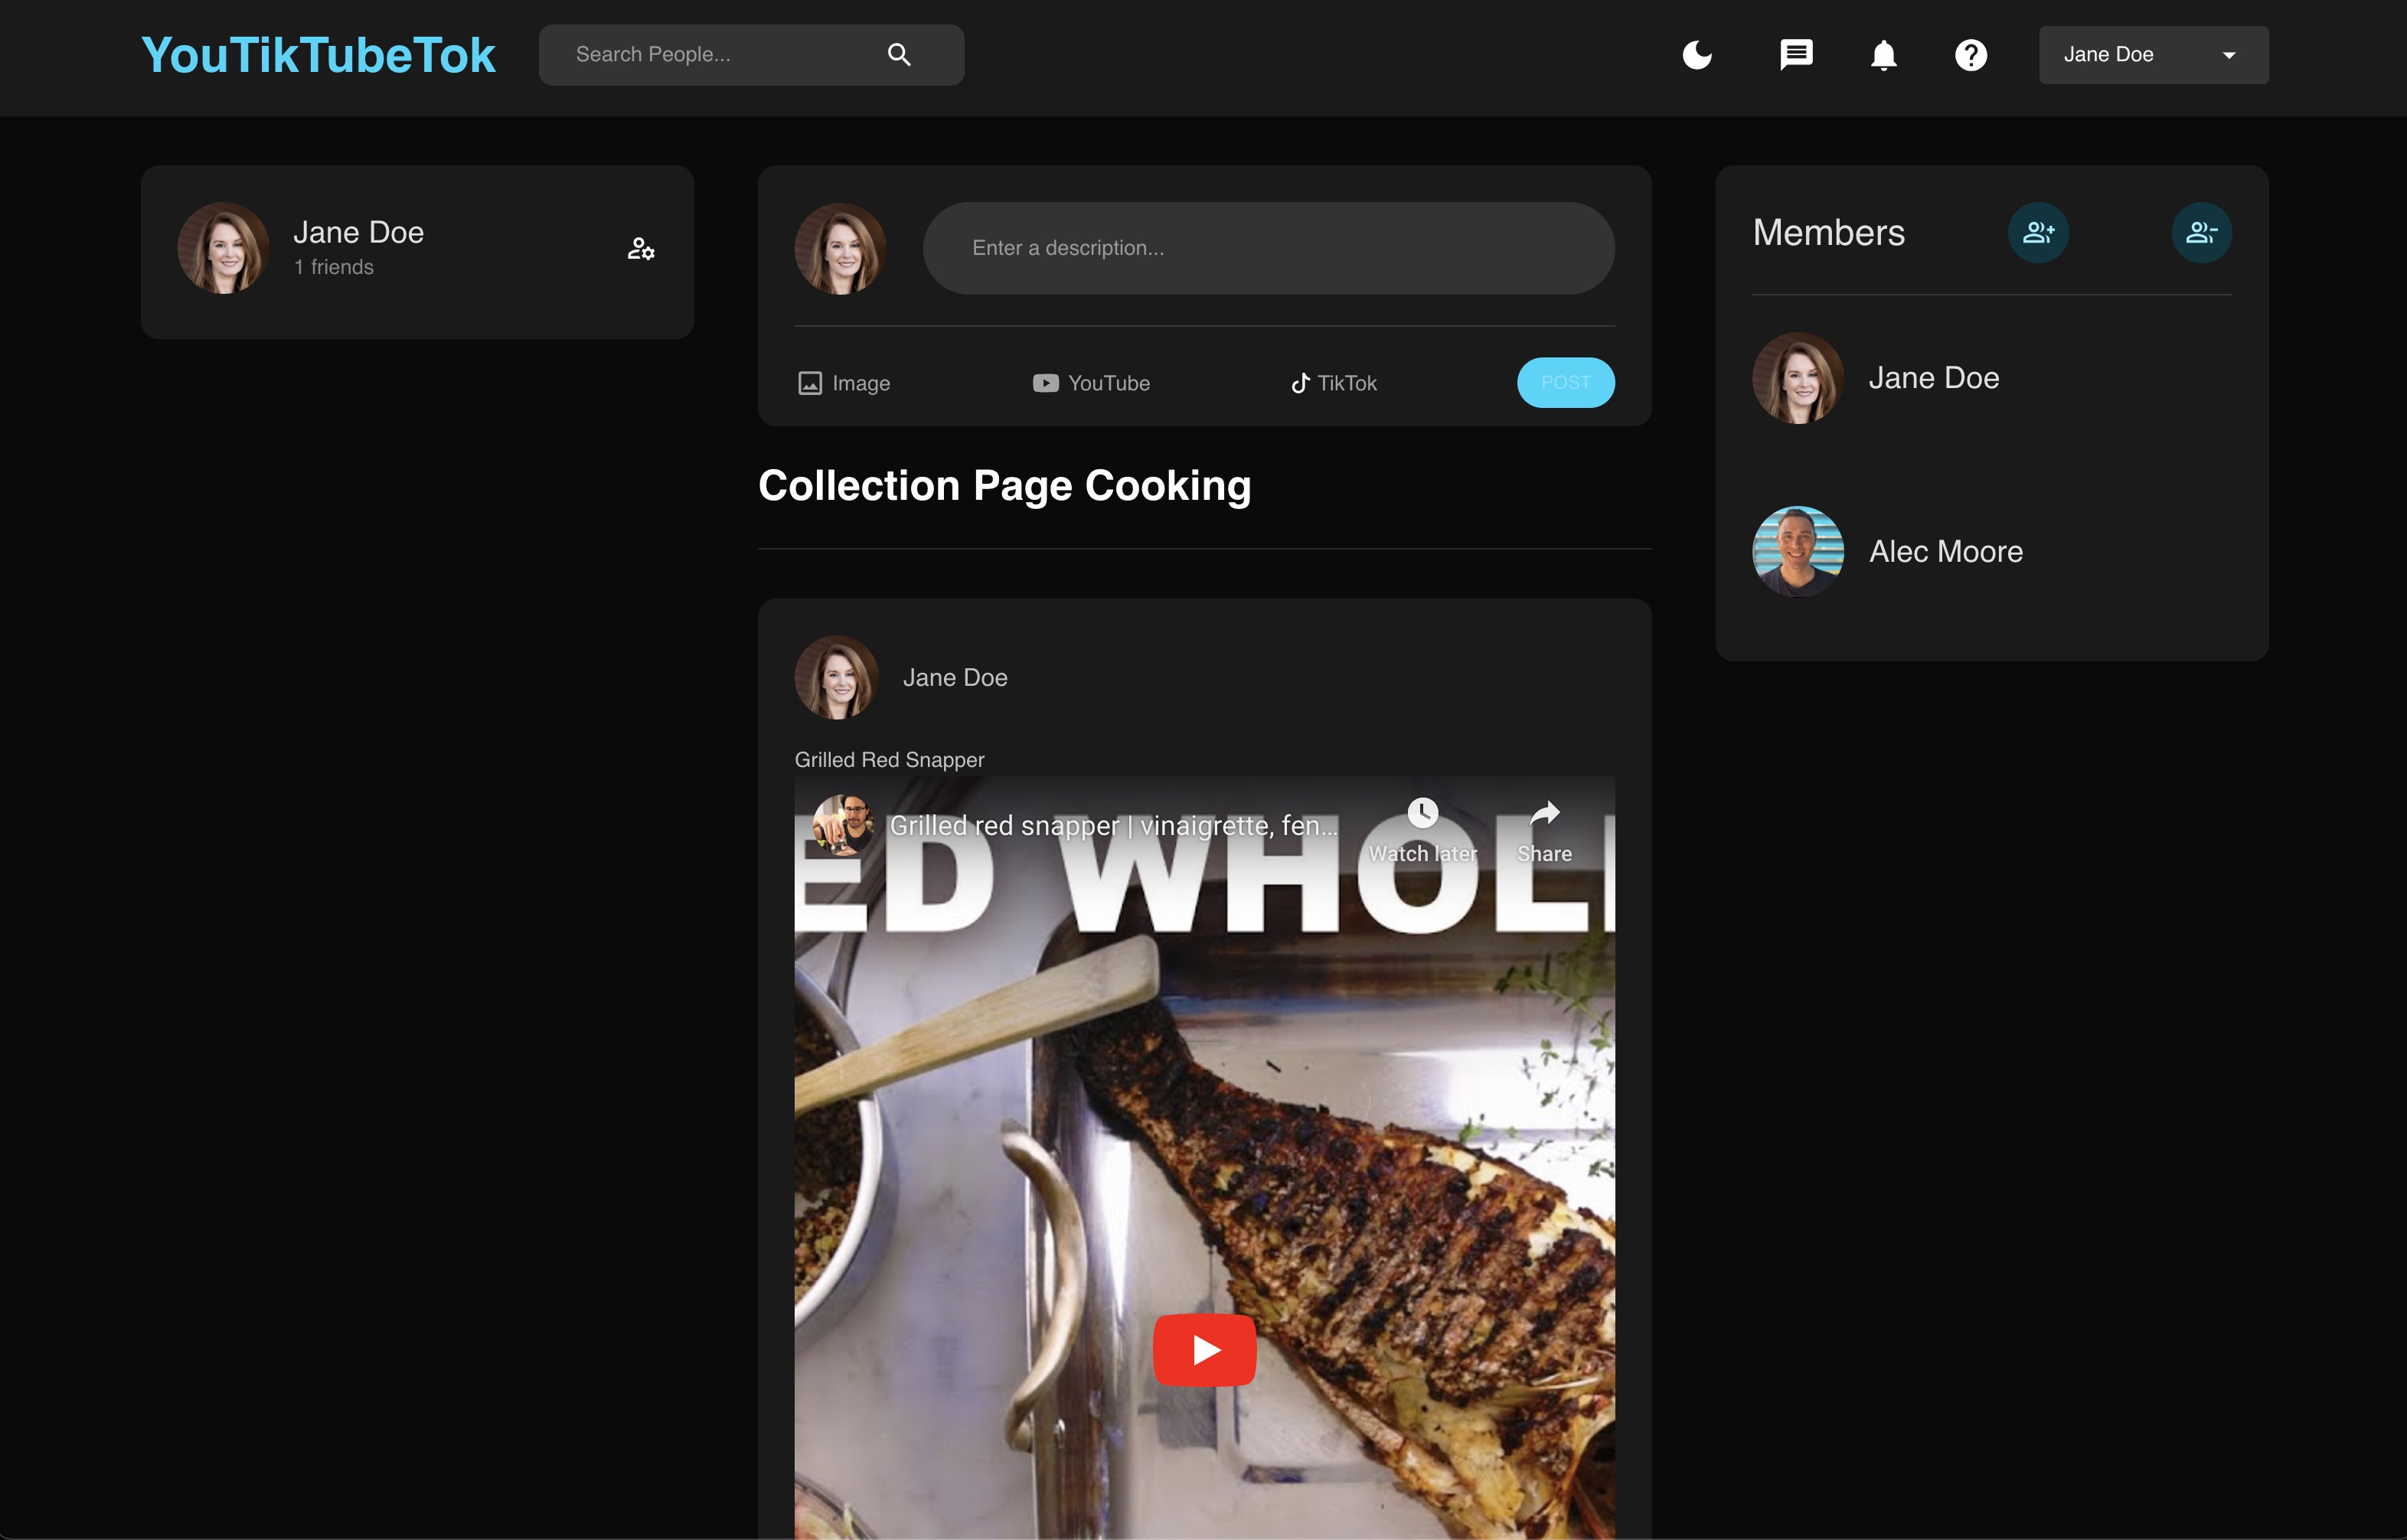 YouTikTubeTok
Search People...
Jane Doe
Jane Doe
1 friends
Enter a description...
Image
YouTube
TikTok
POST
Collection Page Cooking
Jane Doe
Grilled Red Snapper
Grilled red snapper | vinaigrette, fen...
Watch later
Share
ED WHOL
Members
Jane Doe
Alec Moore